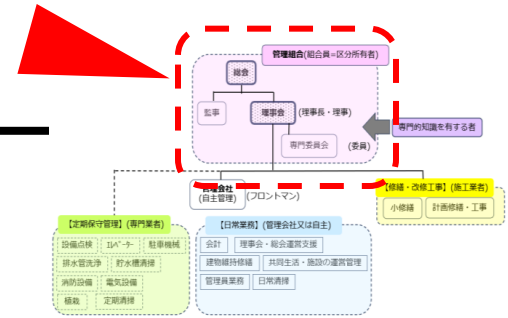 管理組合(組合員=区分所有者)
総会
監事
理事会
(理事長・理事)
専門的知識を有する者
専門委員会
(委員)
管理会社
(自主管理)
(フロントマン)
【修繕・改修工事】(施工業者)
小修繕
計画修繕・工事
【定期保守管理】(専門業者)
設備点検
ｴﾚﾍﾞｰﾀｰ
駐車機械
排水管洗浄
貯水槽清掃
消防設備
電気設備
植栽
定期清掃
【日常業務】(管理会社又は自主)
会計
理事会・総会運営支援
建物維持修繕
共同生活・施設の運営管理
管理員業務
日常清掃